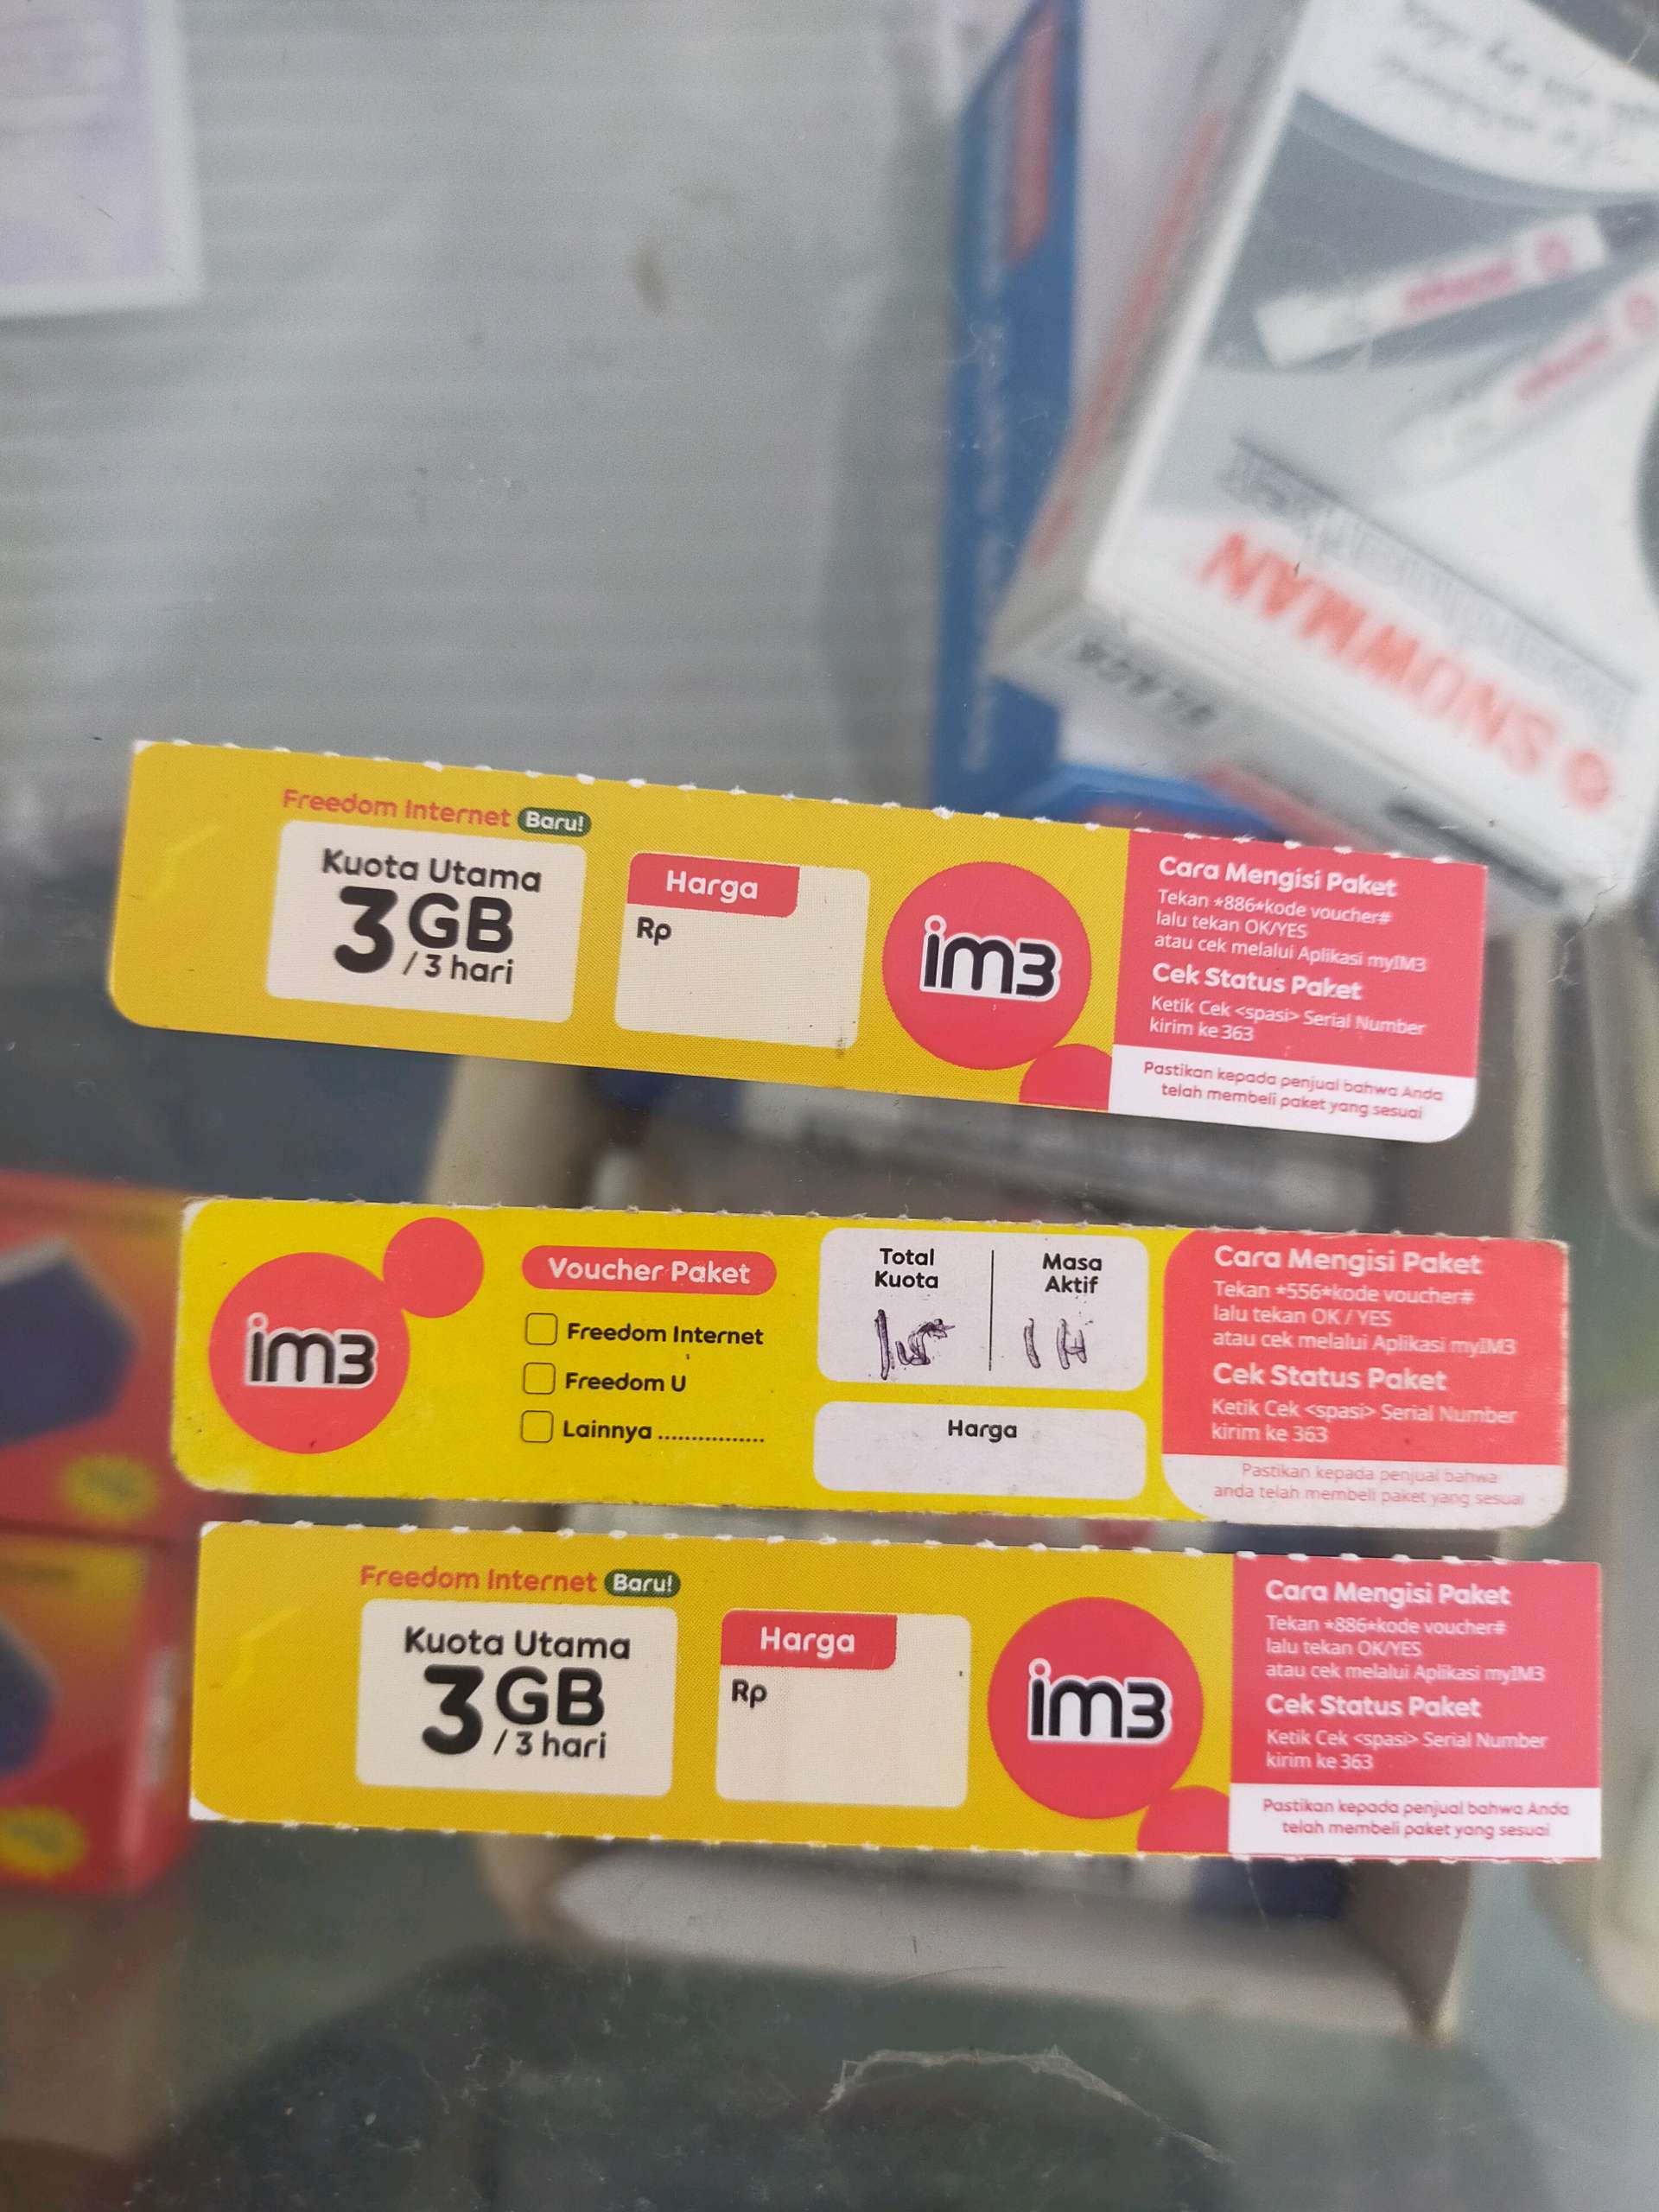 SNOWMAN
Freedom Internet Baru!
Kuota Utama
3 GB
/ 3 hari
Harga
Rp
im3
Cara Mengisi Paket
Tekan *886*kode voucher#
lalu tekan OK/YES
atau cek melalui Aplikasi myIM3
Cek Status Paket
Ketik Cek <spasi> Serial Number
kirim ke 363
Pastikan kepada penjual bahwa Anda
telah membeli paket yang sesuai
im3
Voucher Paket
Freedom Internet
Freedom U
Lainnya ................
Total
Kuota
Masa
Aktif
1 H
Harga
Cara Mengisi Paket
Tekan *556*kode voucher#
lalu tekan OK / YES
atau cek melalui Aplikasi myIM3
Cek Status Paket
Ketik Cek <spasi> Serial Number
kirim ke 363
Pastikan kepada penjual bahwa
anda telah membeli paket yang sesuai
Freedom Internet Baru!
Kuota Utama
3 GB
/ 3 hari
Harga
Rp
im3
Cara Mengisi Paket
Tekan *886*kode voucher#
lalu tekan OK/YES
atau cek melalui Aplikasi myIM3
Cek Status Paket
Ketik Cek <spasi> Serial Number
kirim ke 363
Pastikan kepada penjual bahwa Anda
telah membeli paket yang sesuai